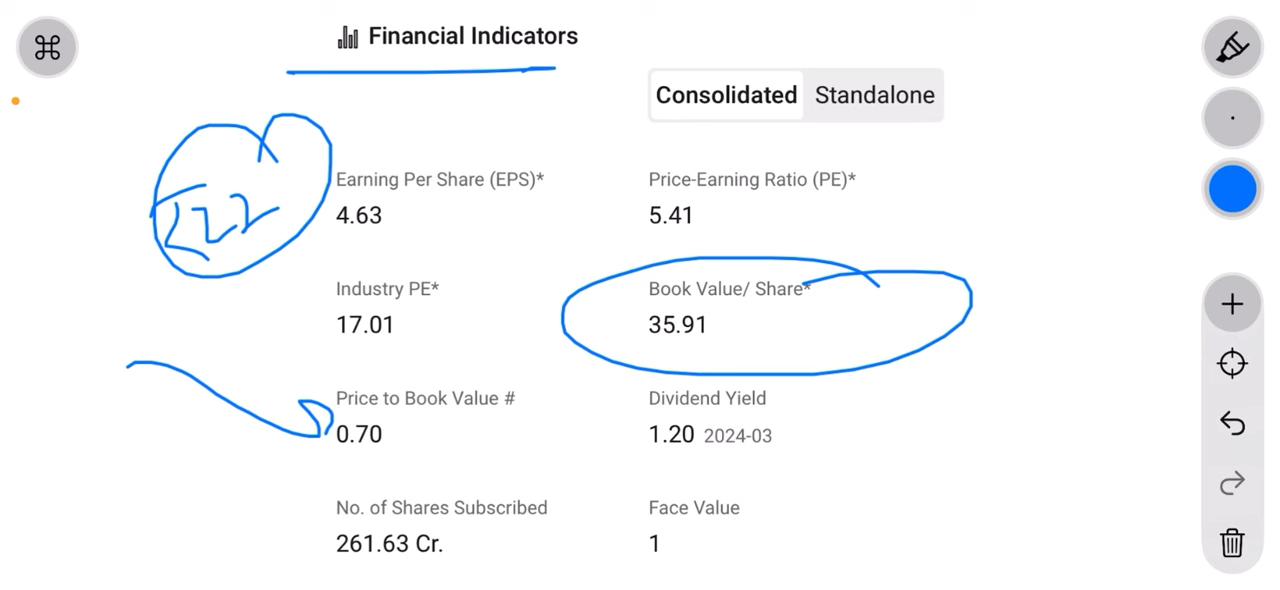 Financial Indicators
Consolidated Standalone
Earning Per Share (EPS)* Price-Earning Ratio (PE)*
4.63 5.41
Industry PE* Book Value/ Share*
17.01 35.91
Price to Book Value # Dividend Yield
0.70 1.20 2024-03
No. of Shares Subscribed Face Value
261.63 Cr. 1